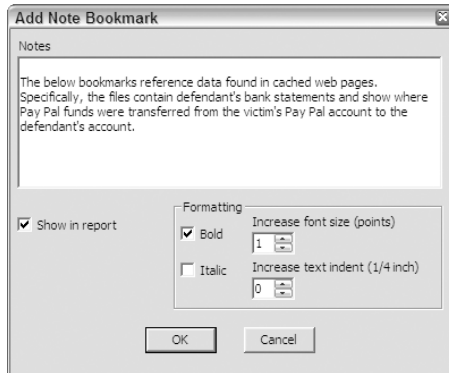 Add Note Bookmark
Notes
The below bookmarks reference data found in cached web pages.
Specifically, the files contain defendant's bank statements and show where
Pay Pal funds were transferred from the victim's Pay Pal account to the
defendant's account.
Show in report
Formatting
Bold
Increase font size (points)
1
Italic
Increase text indent (1/4 inch)
0
OK
Cancel